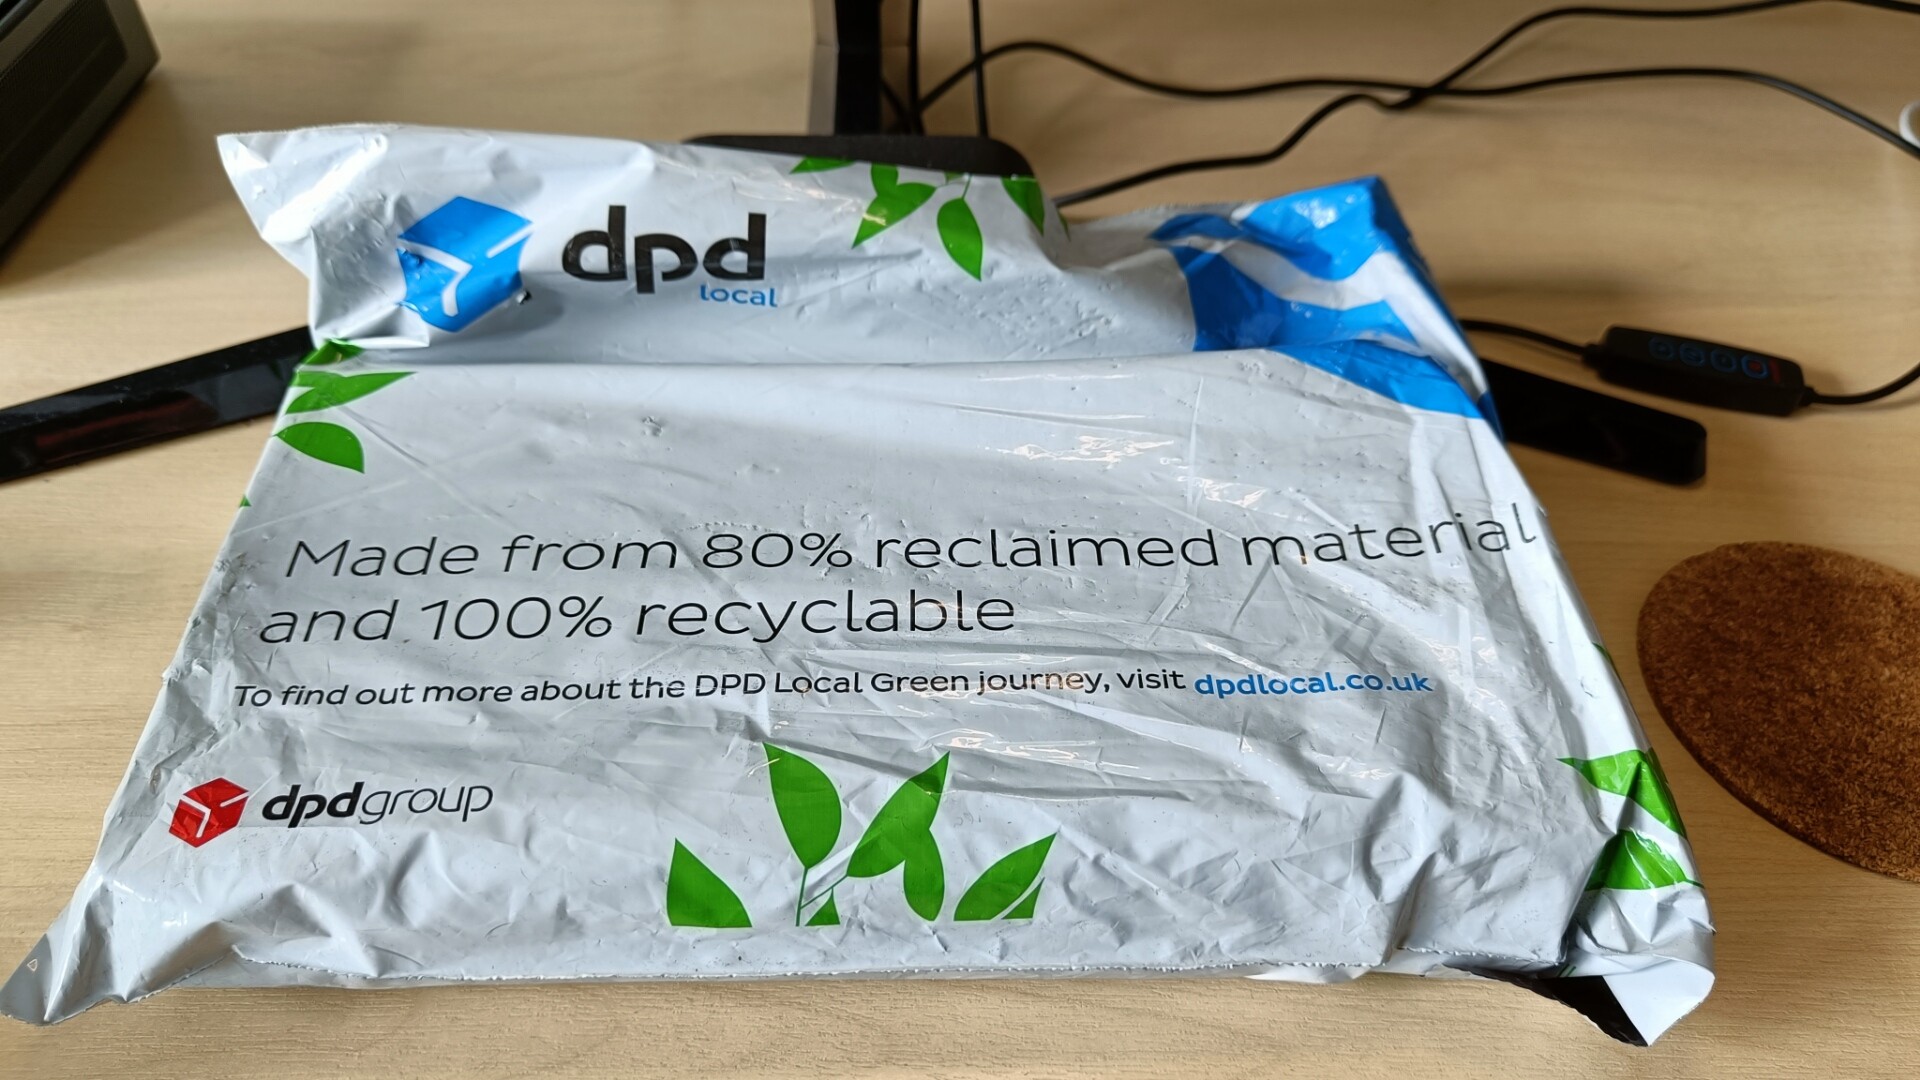 dpd
local
Made from 80% reclaimed material
and 100% recyclable
To find out more about the DPD Local Green journey, visit dpdlocal.co.uk
dpdgroup